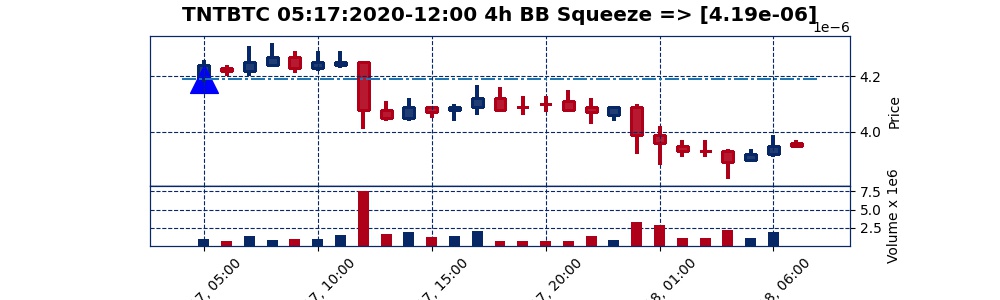 TNTBTC 05:17:2020-12:00 4h BB Squeeze => [4.19e-06]
1e−6
4.2
4.0
Price
7.5
5.0
2.5
Volume x 1e6
7, 05:00
7, 10:00
7, 15:00
7, 20:00
8, 01:00
8, 06:00